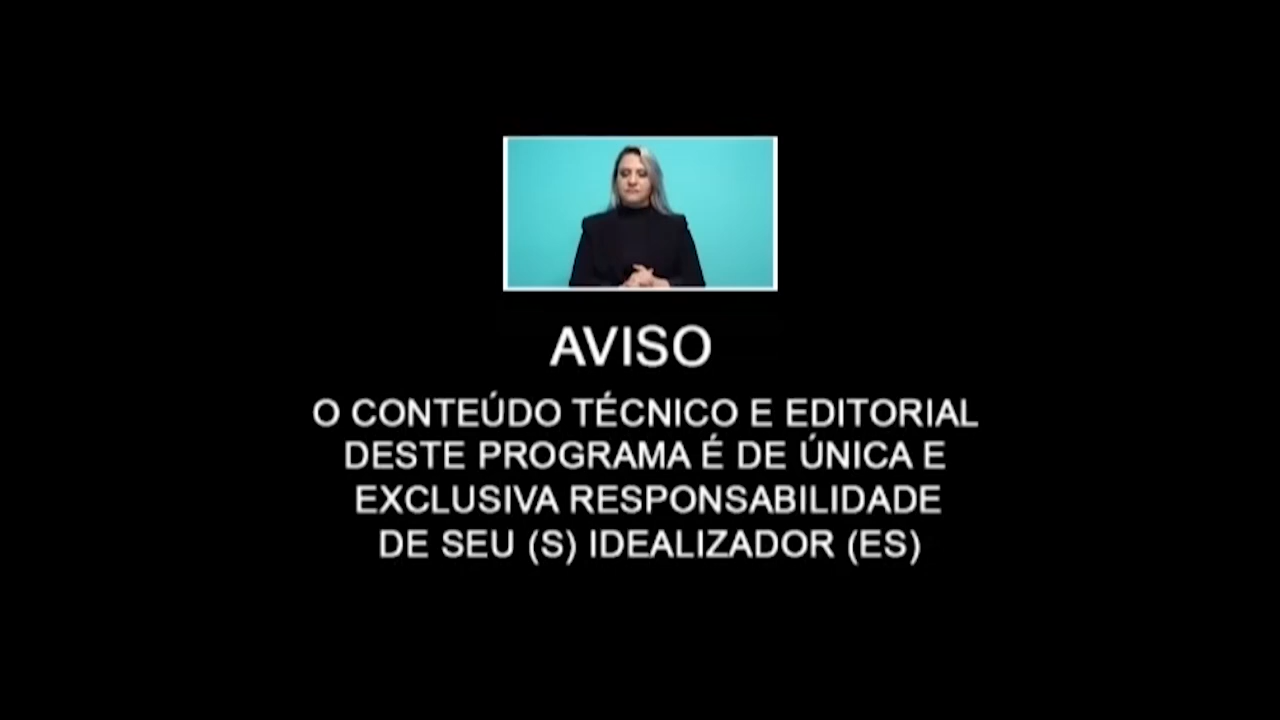 AVISO
O CONTEÚDO TÉCNICO E EDITORIAL
DESTE PROGRAMA É DE ÚNICA E
EXCLUSIVA RESPONSABILIDADE
DE SEU (S) IDEALIZADOR (ES)